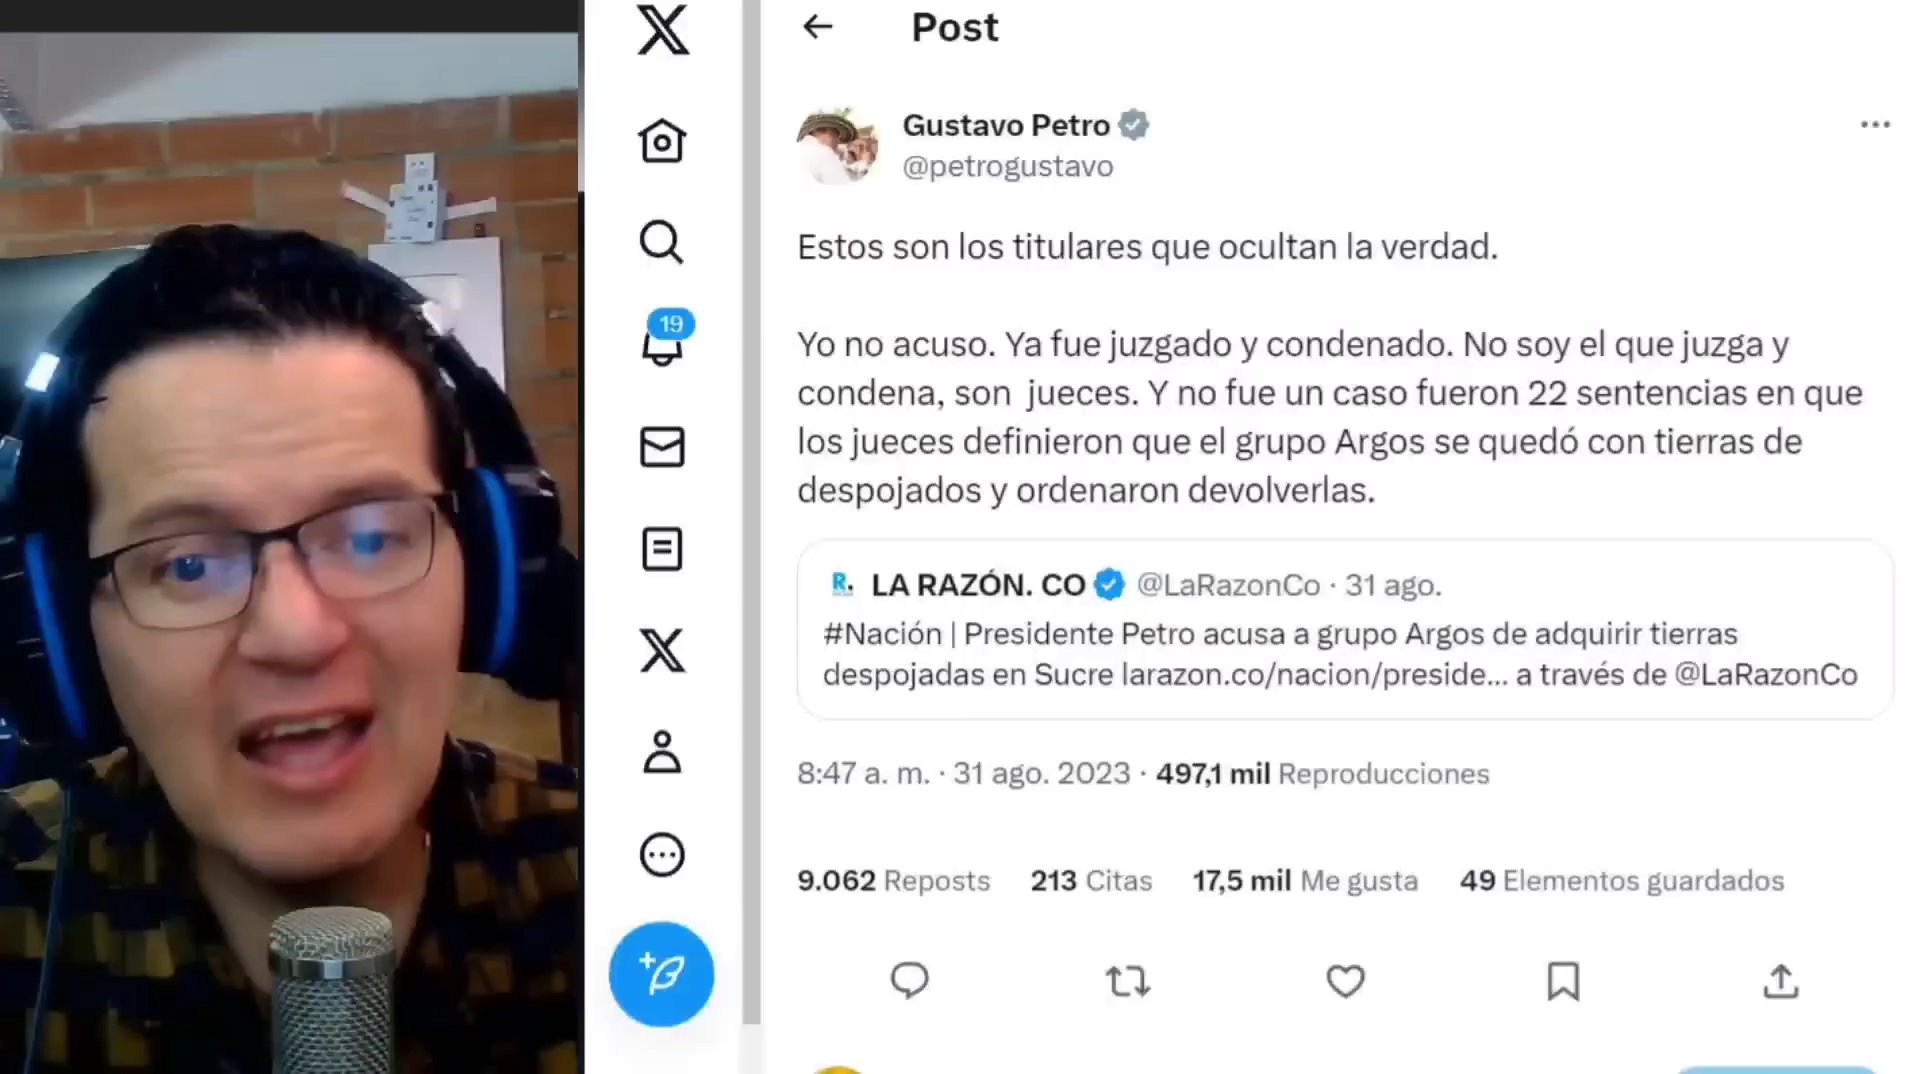 Post
Gustavo Petro
@petrogustavo
Estos son los titulares que ocultan la verdad.
Yo no acuso. Ya fue juzgado y condenado. No soy el que juzga y
condena, son  jueces. Y no fue un caso fueron 22 sentencias en que
los jueces definieron que el grupo Argos se quedó con tierras de
despojados y ordenaron devolverlas.
R. LA RAZÓN. CO @LaRazonCo · 31 ago.
#Nación | Presidente Petro acusa a grupo Argos de adquirir tierras
despojadas en Sucre larazon.co/nacion/preside... a través de @LaRazonCo
8:47 a. m. · 31 ago. 2023 · 497,1 mil Reproducciones
9.062 Reposts 213 Citas 17,5 mil Me gusta 49 Elementos guardados
19